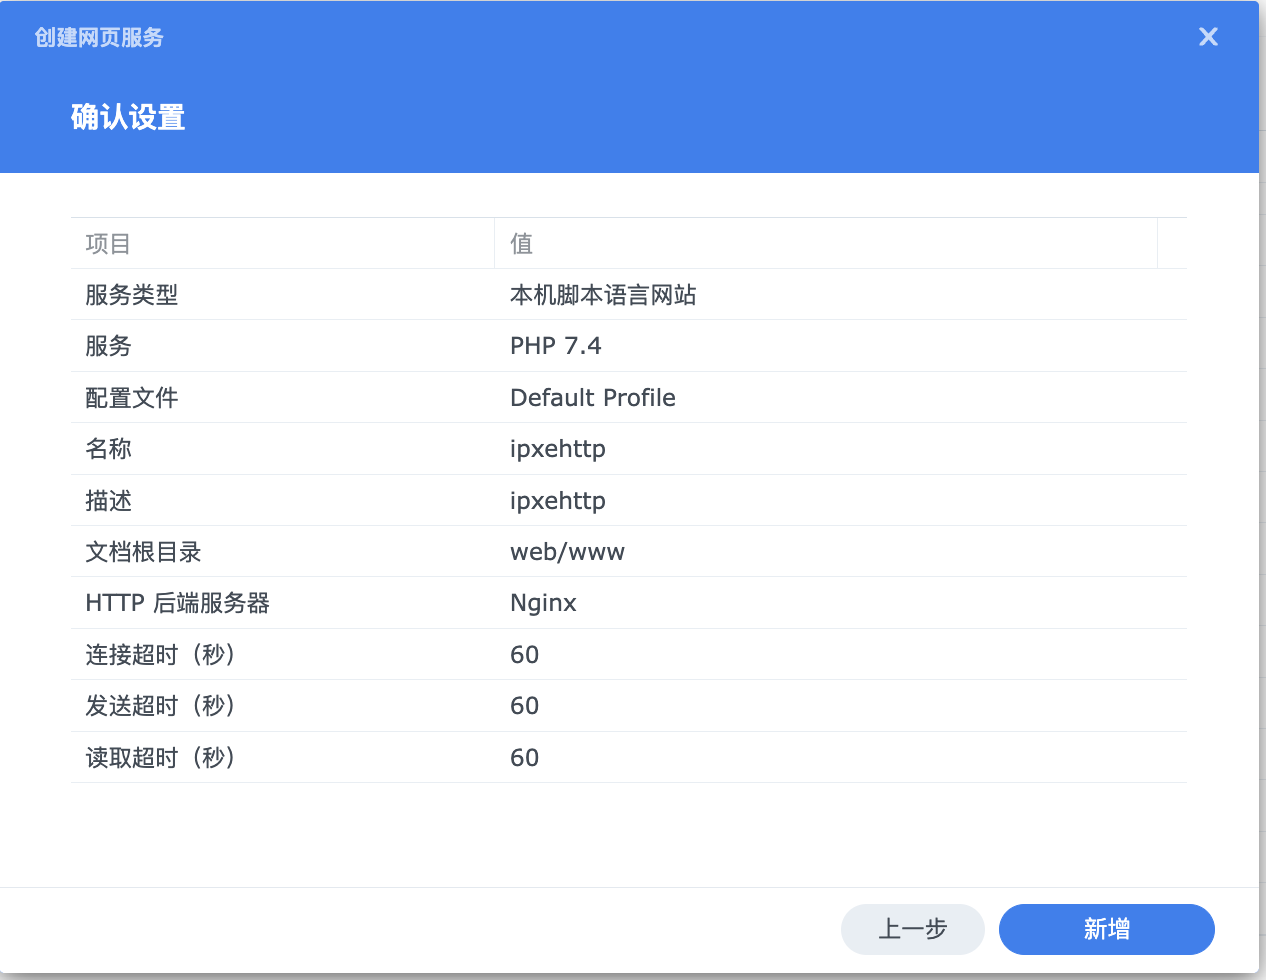 创建网页服务
确认设置
项目 值
服务类型 本机脚本语言网站
服务 PHP 7.4
配置文件 Default Profile
名称 ipxehttp
描述 ipxehttp
文档根目录 web/www
HTTP 后端服务器 Nginx
连接超时（秒） 60
发送超时（秒） 60
读取超时（秒） 60
上一步 新增